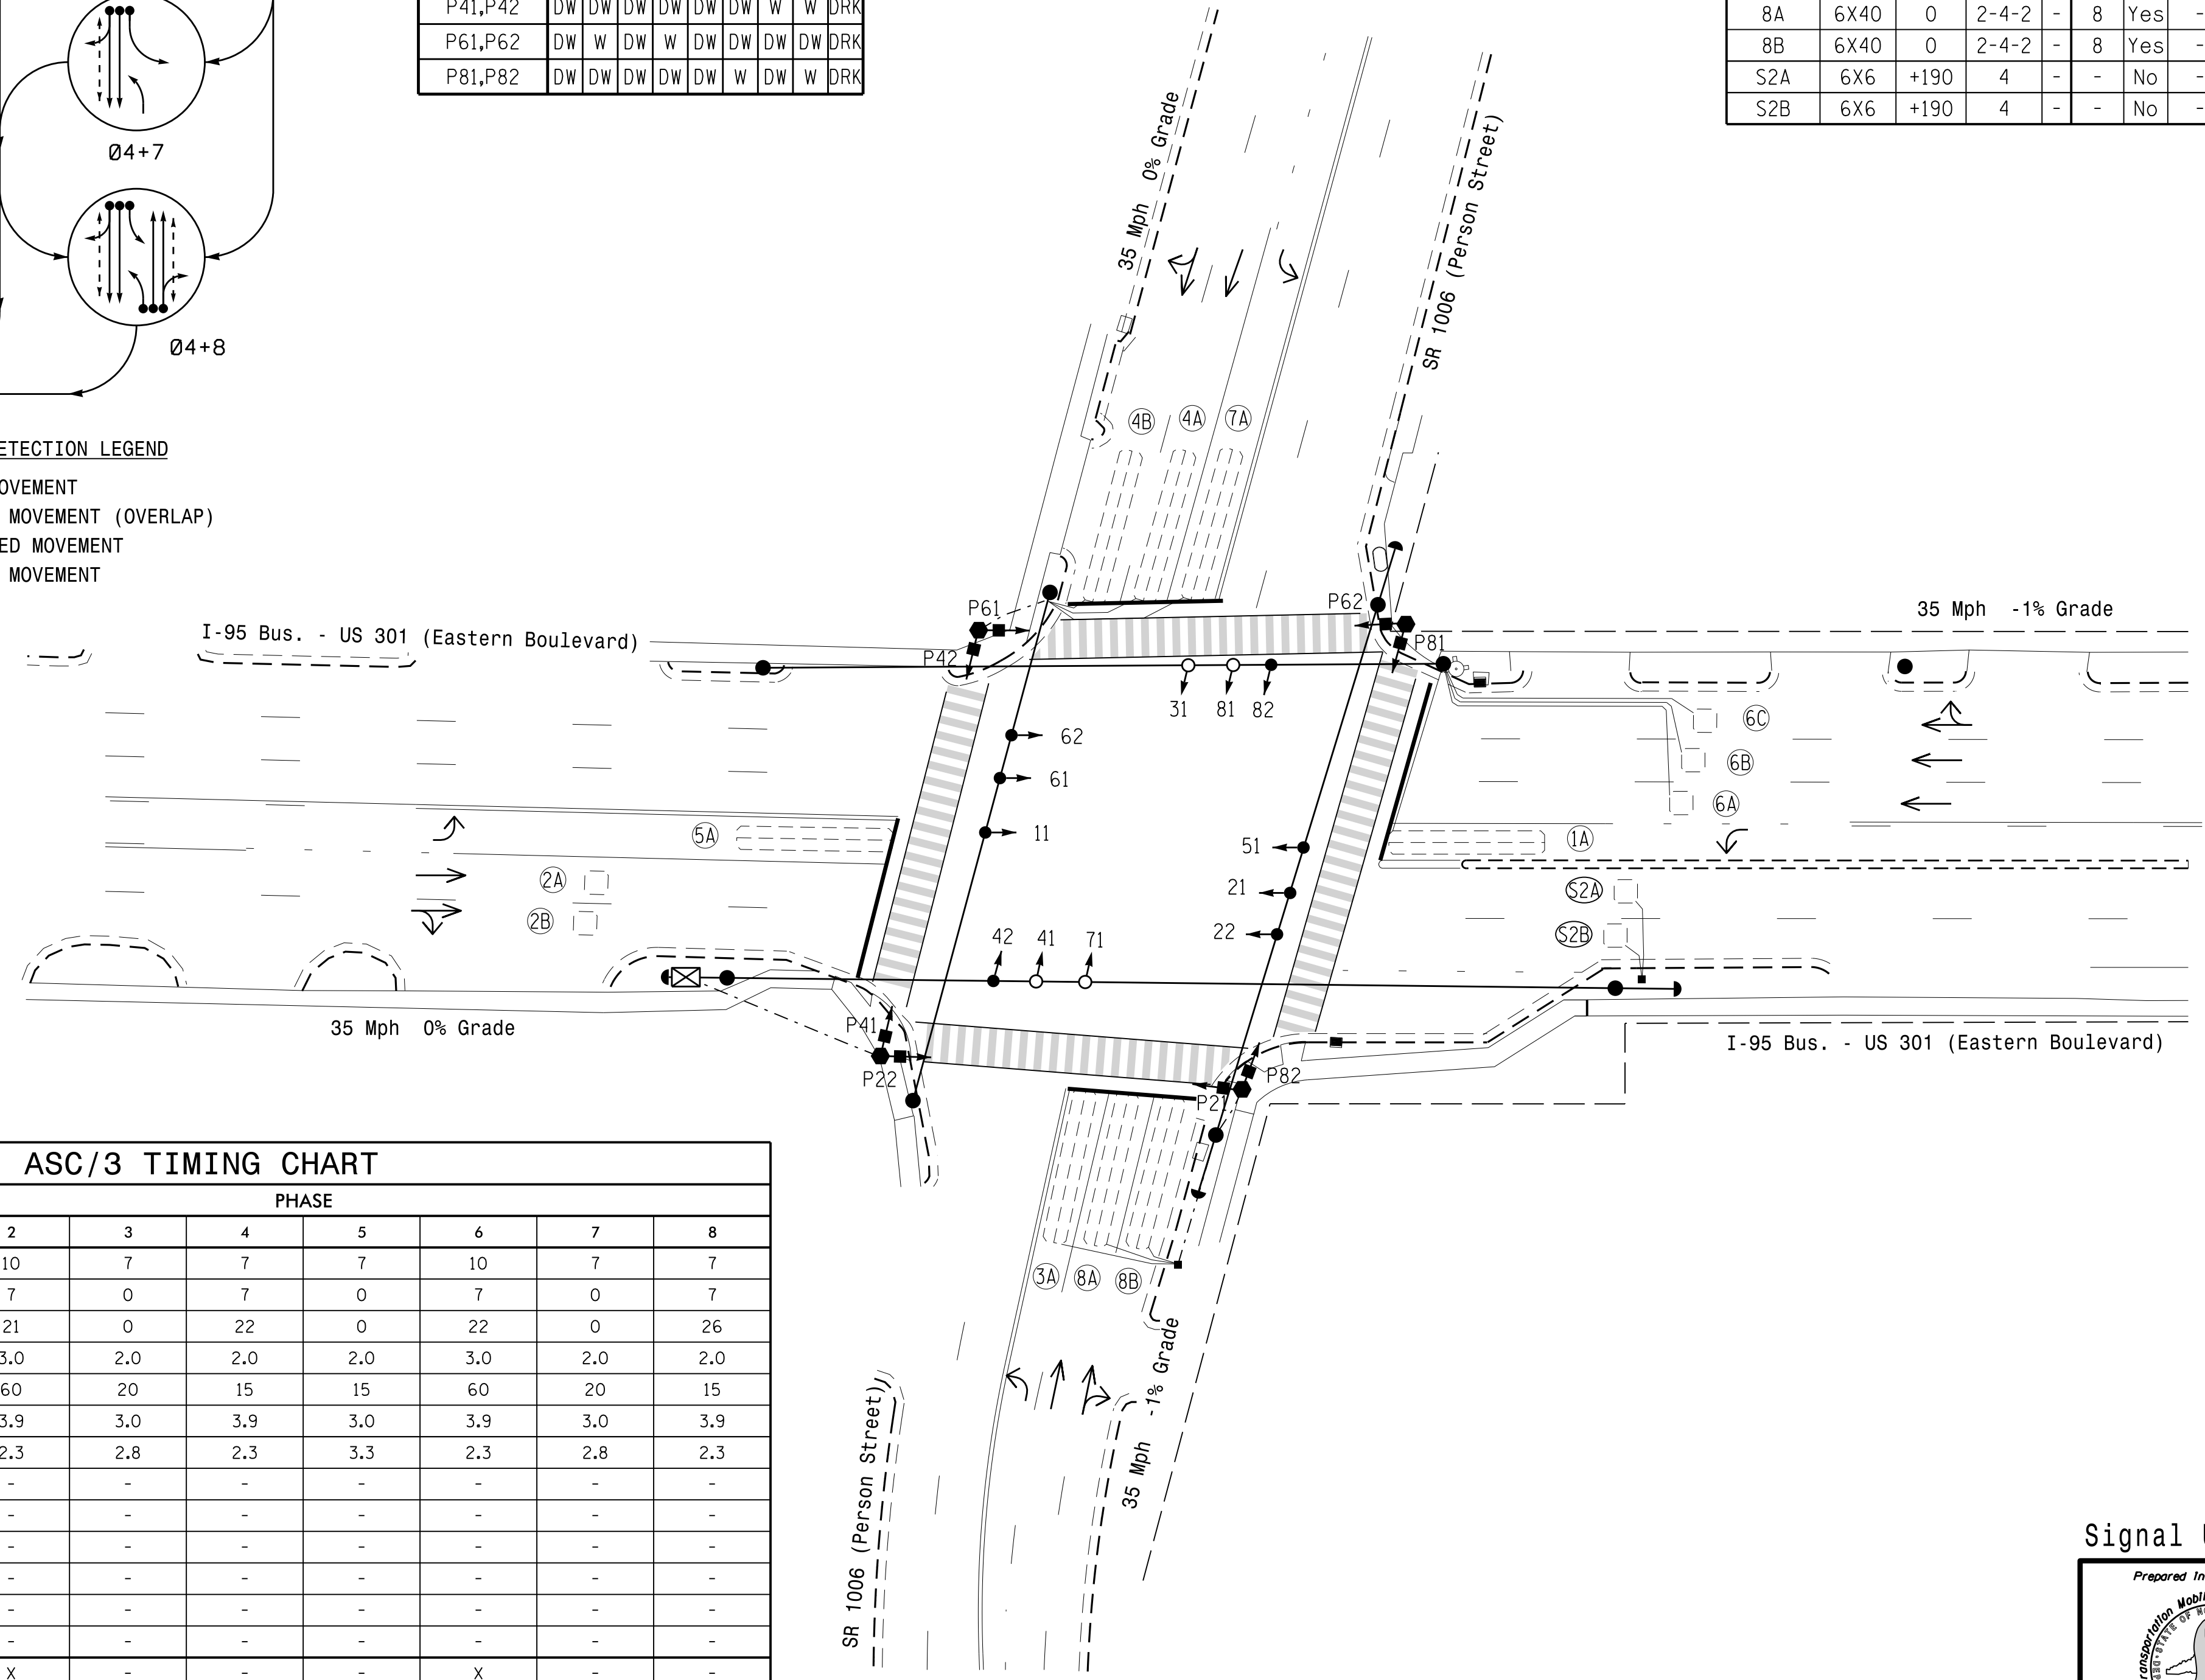 P41,P42 DW DW DW DW DW DW W W DRK
P61,P62 DW W DW W DW DW DW DW DRK
P81,P82 DW DW DW DW DW W DW W DRK
8A 6X40 0 2-4-2 - 8 Yes -
8B 6X40 0 2-4-2 - 8 Yes -
S2A 6X6 +190 4 - - No -
S2B 6X6 +190 4 - - No -
Ø4+7
Ø4+8
ETECTION LEGEND
OVEMENT
MOVEMENT (OVERLAP)
ED MOVEMENT
MOVEMENT
35 Mph 0% Grade
SR 1006 (Person Street)
4B 4A 7A
I-95 Bus. - US 301 (Eastern Boulevard)
35 Mph -1% Grade
P61
P62
P42
P81
31 81 82
62
61
11
6C
6B
6A
5A
51
1A
2A
21
S2A
2B
22
S2B
42 41 71
35 Mph 0% Grade
P41
P22
P82
P21
I-95 Bus. - US 301 (Eastern Boulevard)
3A 8A 8B
SR 1006 (Person Street)
35 Mph -1% Grade
ASC/3 TIMING CHART
PHASE
2 3 4 5 6 7 8
10 7 7 7 10 7 7
7 0 7 0 7 0 7
21 0 22 0 22 0 26
3.0 2.0 2.0 2.0 3.0 2.0 2.0
60 20 15 15 60 20 15
3.9 3.0 3.9 3.0 3.9 3.0 3.9
2.3 2.8 2.3 3.3 2.3 2.8 2.3
- - - - - - -
- - - - - - -
- - - - - - -
- - - - - - -
- - - - - - -
- - - - - - -
X - - - X - -
Signal
Prepared in